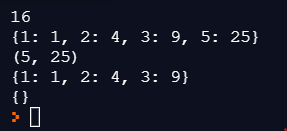 16
{1: 1, 2: 4, 3: 9, 5: 25}
(5, 25)
{1: 1, 2: 4, 3: 9}
{}
>